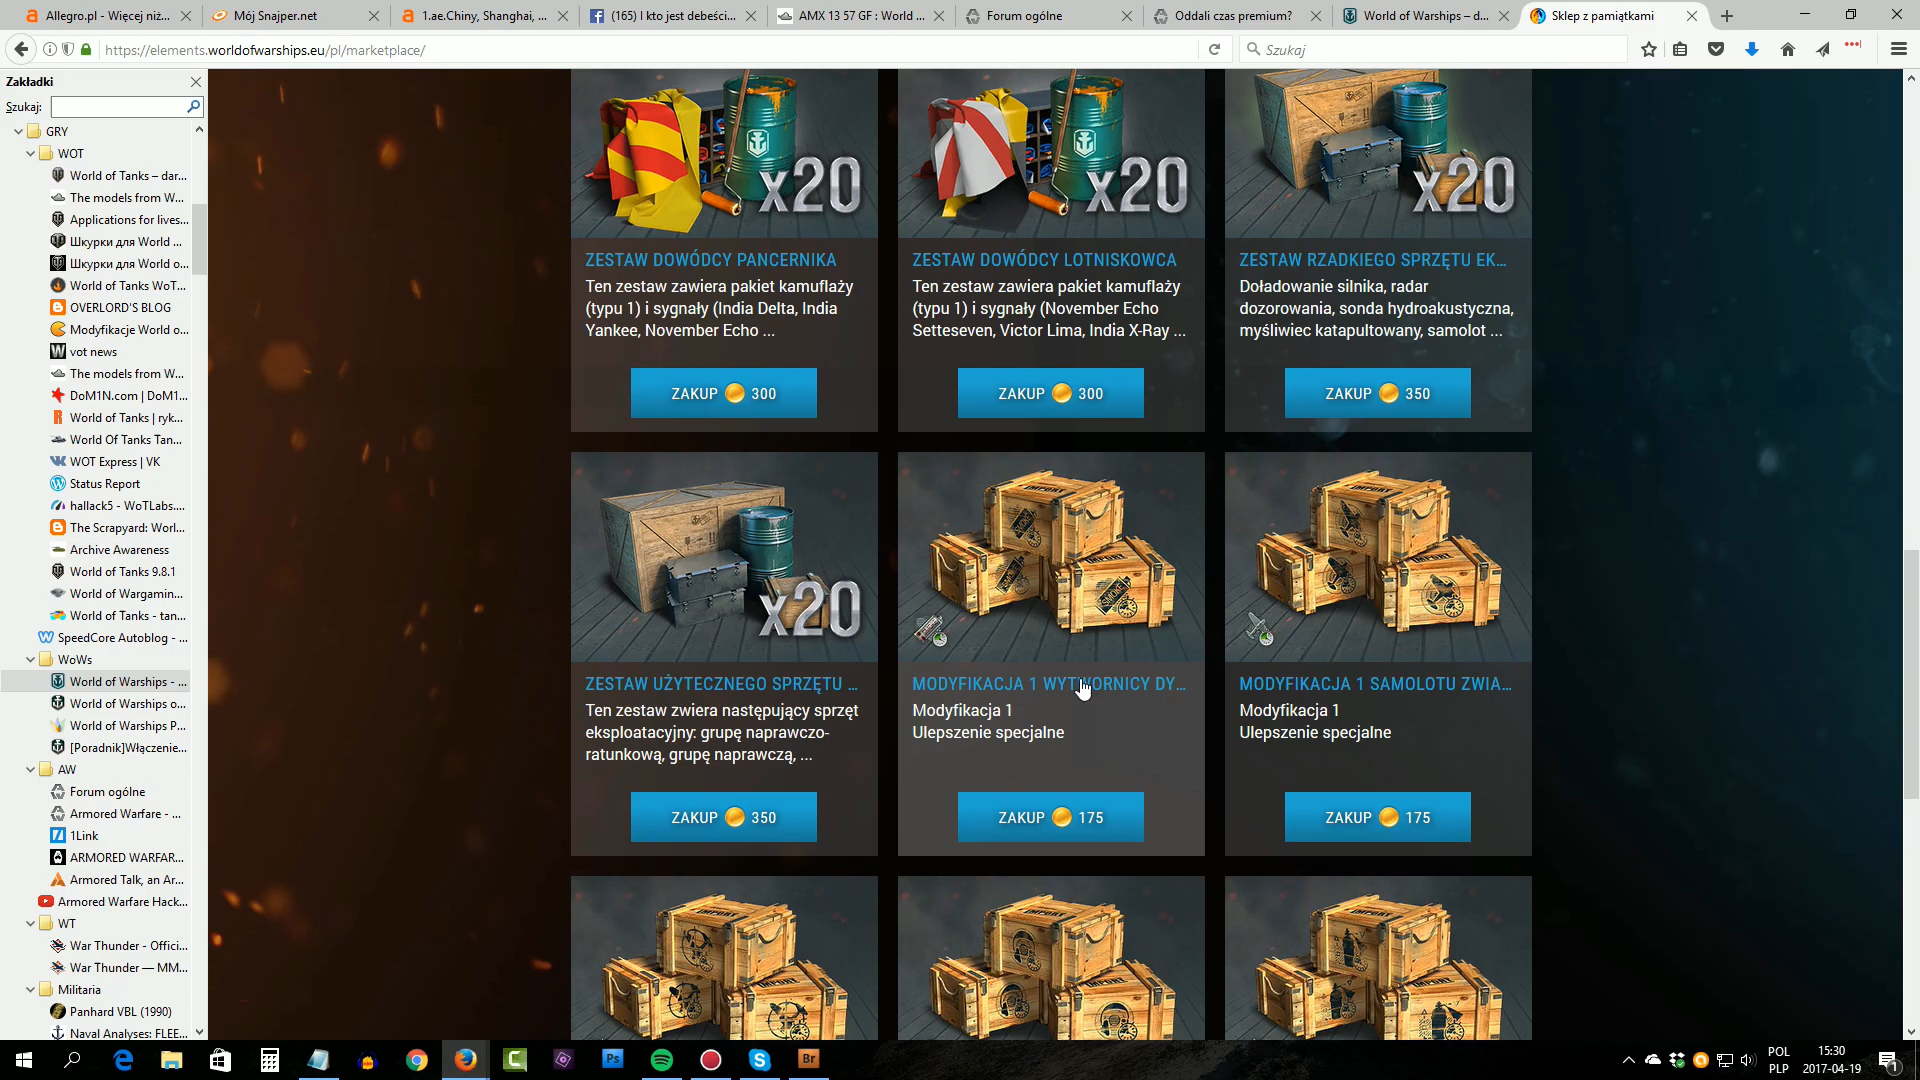 Allegro.pl - Więcej niż...
Mój Snajper.net
1.ae.Chiny, Shanghai, ...
(165) I kto jest debeści...
AMX 13 57 GF : World ...
Forum ogólne
Oddali czas premium?
World of Warships – d...
Sklep z pamiątkami
https://elements.worldofwarships.eu/pl/marketplace/
Szukaj
Zakładki
Szukaj:
GRY
WOT
World of Tanks – dar...
The models from W...
Applications for lives...
Шкурки для World ...
Шкурки для World o...
World of Tanks WoT...
OVERLORD'S BLOG
Modyfikacje World o...
vot news
The models from W...
DoM1N.com | DoM1...
World of Tanks | ryk...
World Of Tanks Tan...
WOT Express | VK
Status Report
hallack5 - WoTLabs....
The Scrapyard: Worl...
Archive Awareness
World of Tanks 9.8.1
World of Wargamin...
World of Tanks - tan...
SpeedCore Autoblog - ...
WoWs
World of Warships - ...
World of Warships o...
World of Warships P...
[Poradnik]Włączenie...
AW
Forum ogólne
Armored Warfare - ...
1Link
ARMORED WARFAR...
Armored Talk, an Ar...
Armored Warfare Hack...
WT
War Thunder - Offici...
War Thunder — MM...
Militaria
Panhard VBL (1990)
Naval Analyses: FLEE...
x20
x20
x20
ZESTAW DOWÓDCY PANCERNIKA
Ten zestaw zawiera pakiet kamuflaży
(typu 1) i sygnały (India Delta, India
Yankee, November Echo ...
ZAKUP 300
ZESTAW DOWÓDCY LOTNISKOWCA
Ten zestaw zawiera pakiet kamuflaży
(typu 1) i sygnały (November Echo
Setteseven, Victor Lima, India X-Ray ...
ZAKUP 300
ZESTAW RZADKIEGO SPRZĘTU EK...
Doładowanie silnika, radar
dozorowania, sonda hydroakustyczna,
myśliwiec katapultowany, samolot ...
ZAKUP 350
x20
IMPORT
IMPORT
ZESTAW UŻYTECZNEGO SPRZĘTU ...
Ten zestaw zwiera następujący sprzęt
eksploatacyjny: grupę naprawczo-
ratunkową, grupę naprawczą, ...
ZAKUP 350
MODYFIKACJA 1 WYTWORNICY DY...
Modyfikacja 1
Ulepszenie specjalne
ZAKUP 175
MODYFIKACJA 1 SAMOLOTU ZWIA...
Modyfikacja 1
Ulepszenie specjalne
ZAKUP 175
IMPORT
IMPORT
IMPORT
POL
PLP
15:30
2017-04-19
1